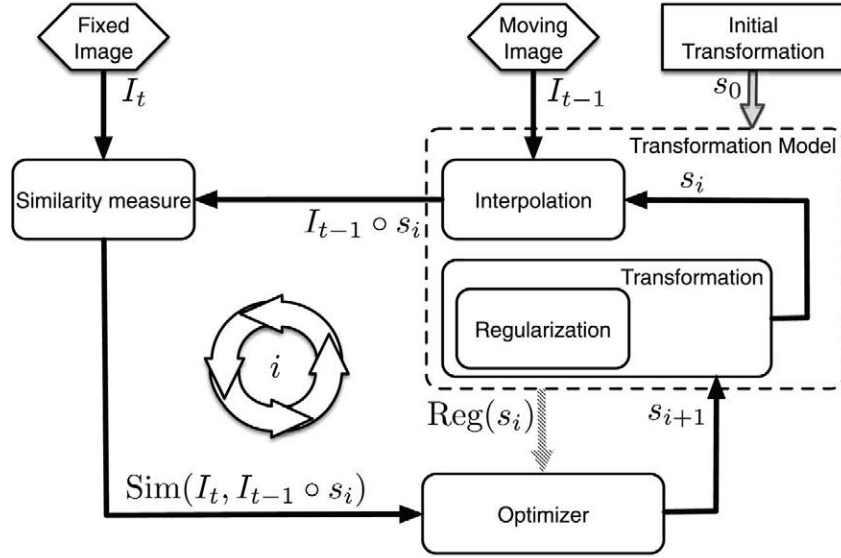 Fixed
Image
Moving
Image
Initial
Transformation
I_t
I_{t−1}
s_0
Transformation Model
Similarity measure
Interpolation
s_i
I_{t−1} ∘ s_i
Transformation
Regularization
i
Reg(s_i)
s_{i+1}
Sim(I_t, I_{t−1} ∘ s_i)
Optimizer